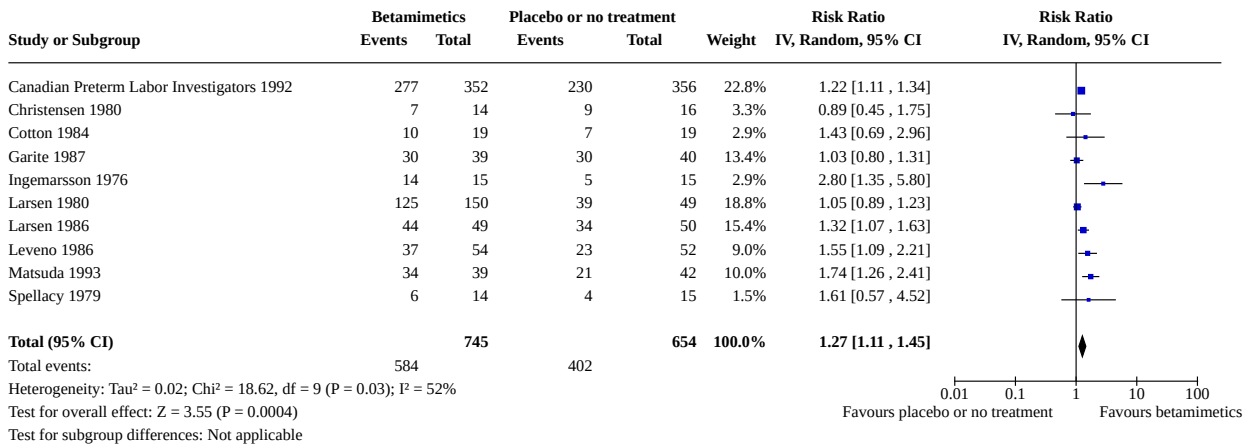 Betamimetics Placebo or no treatment Risk Ratio Risk Ratio
Study or Subgroup Events Total Events Total Weight IV, Random, 95% CI IV, Random, 95% CI
Canadian Preterm Labor Investigators 1992 277 352 230 356 22.8% 1.22 [1.11 , 1.34]
Christensen 1980 7 14 9 16 3.3% 0.89 [0.45 , 1.75]
Cotton 1984 10 19 7 19 2.9% 1.43 [0.69 , 2.96]
Garite 1987 30 39 30 40 13.4% 1.03 [0.80 , 1.31]
Ingemarsson 1976 14 15 5 15 2.9% 2.80 [1.35 , 5.80]
Larsen 1980 125 150 39 49 18.8% 1.05 [0.89 , 1.23]
Larsen 1986 44 49 34 50 15.4% 1.32 [1.07 , 1.63]
Leveno 1986 37 54 23 52 9.0% 1.55 [1.09 , 2.21]
Matsuda 1993 34 39 21 42 10.0% 1.74 [1.26 , 2.41]
Spellacy 1979 6 14 4 15 1.5% 1.61 [0.57 , 4.52]
Total (95% CI) 745 654 100.0% 1.27 [1.11 , 1.45]
Total events: 584 402
Heterogeneity: Tau² = 0.02; Chi² = 18.62, df = 9 (P = 0.03); I² = 52%
Test for overall effect: Z = 3.55 (P = 0.0004)
Test for subgroup differences: Not applicable
0.01 0.1 1 10 100
Favours placebo or no treatment Favours betamimetics